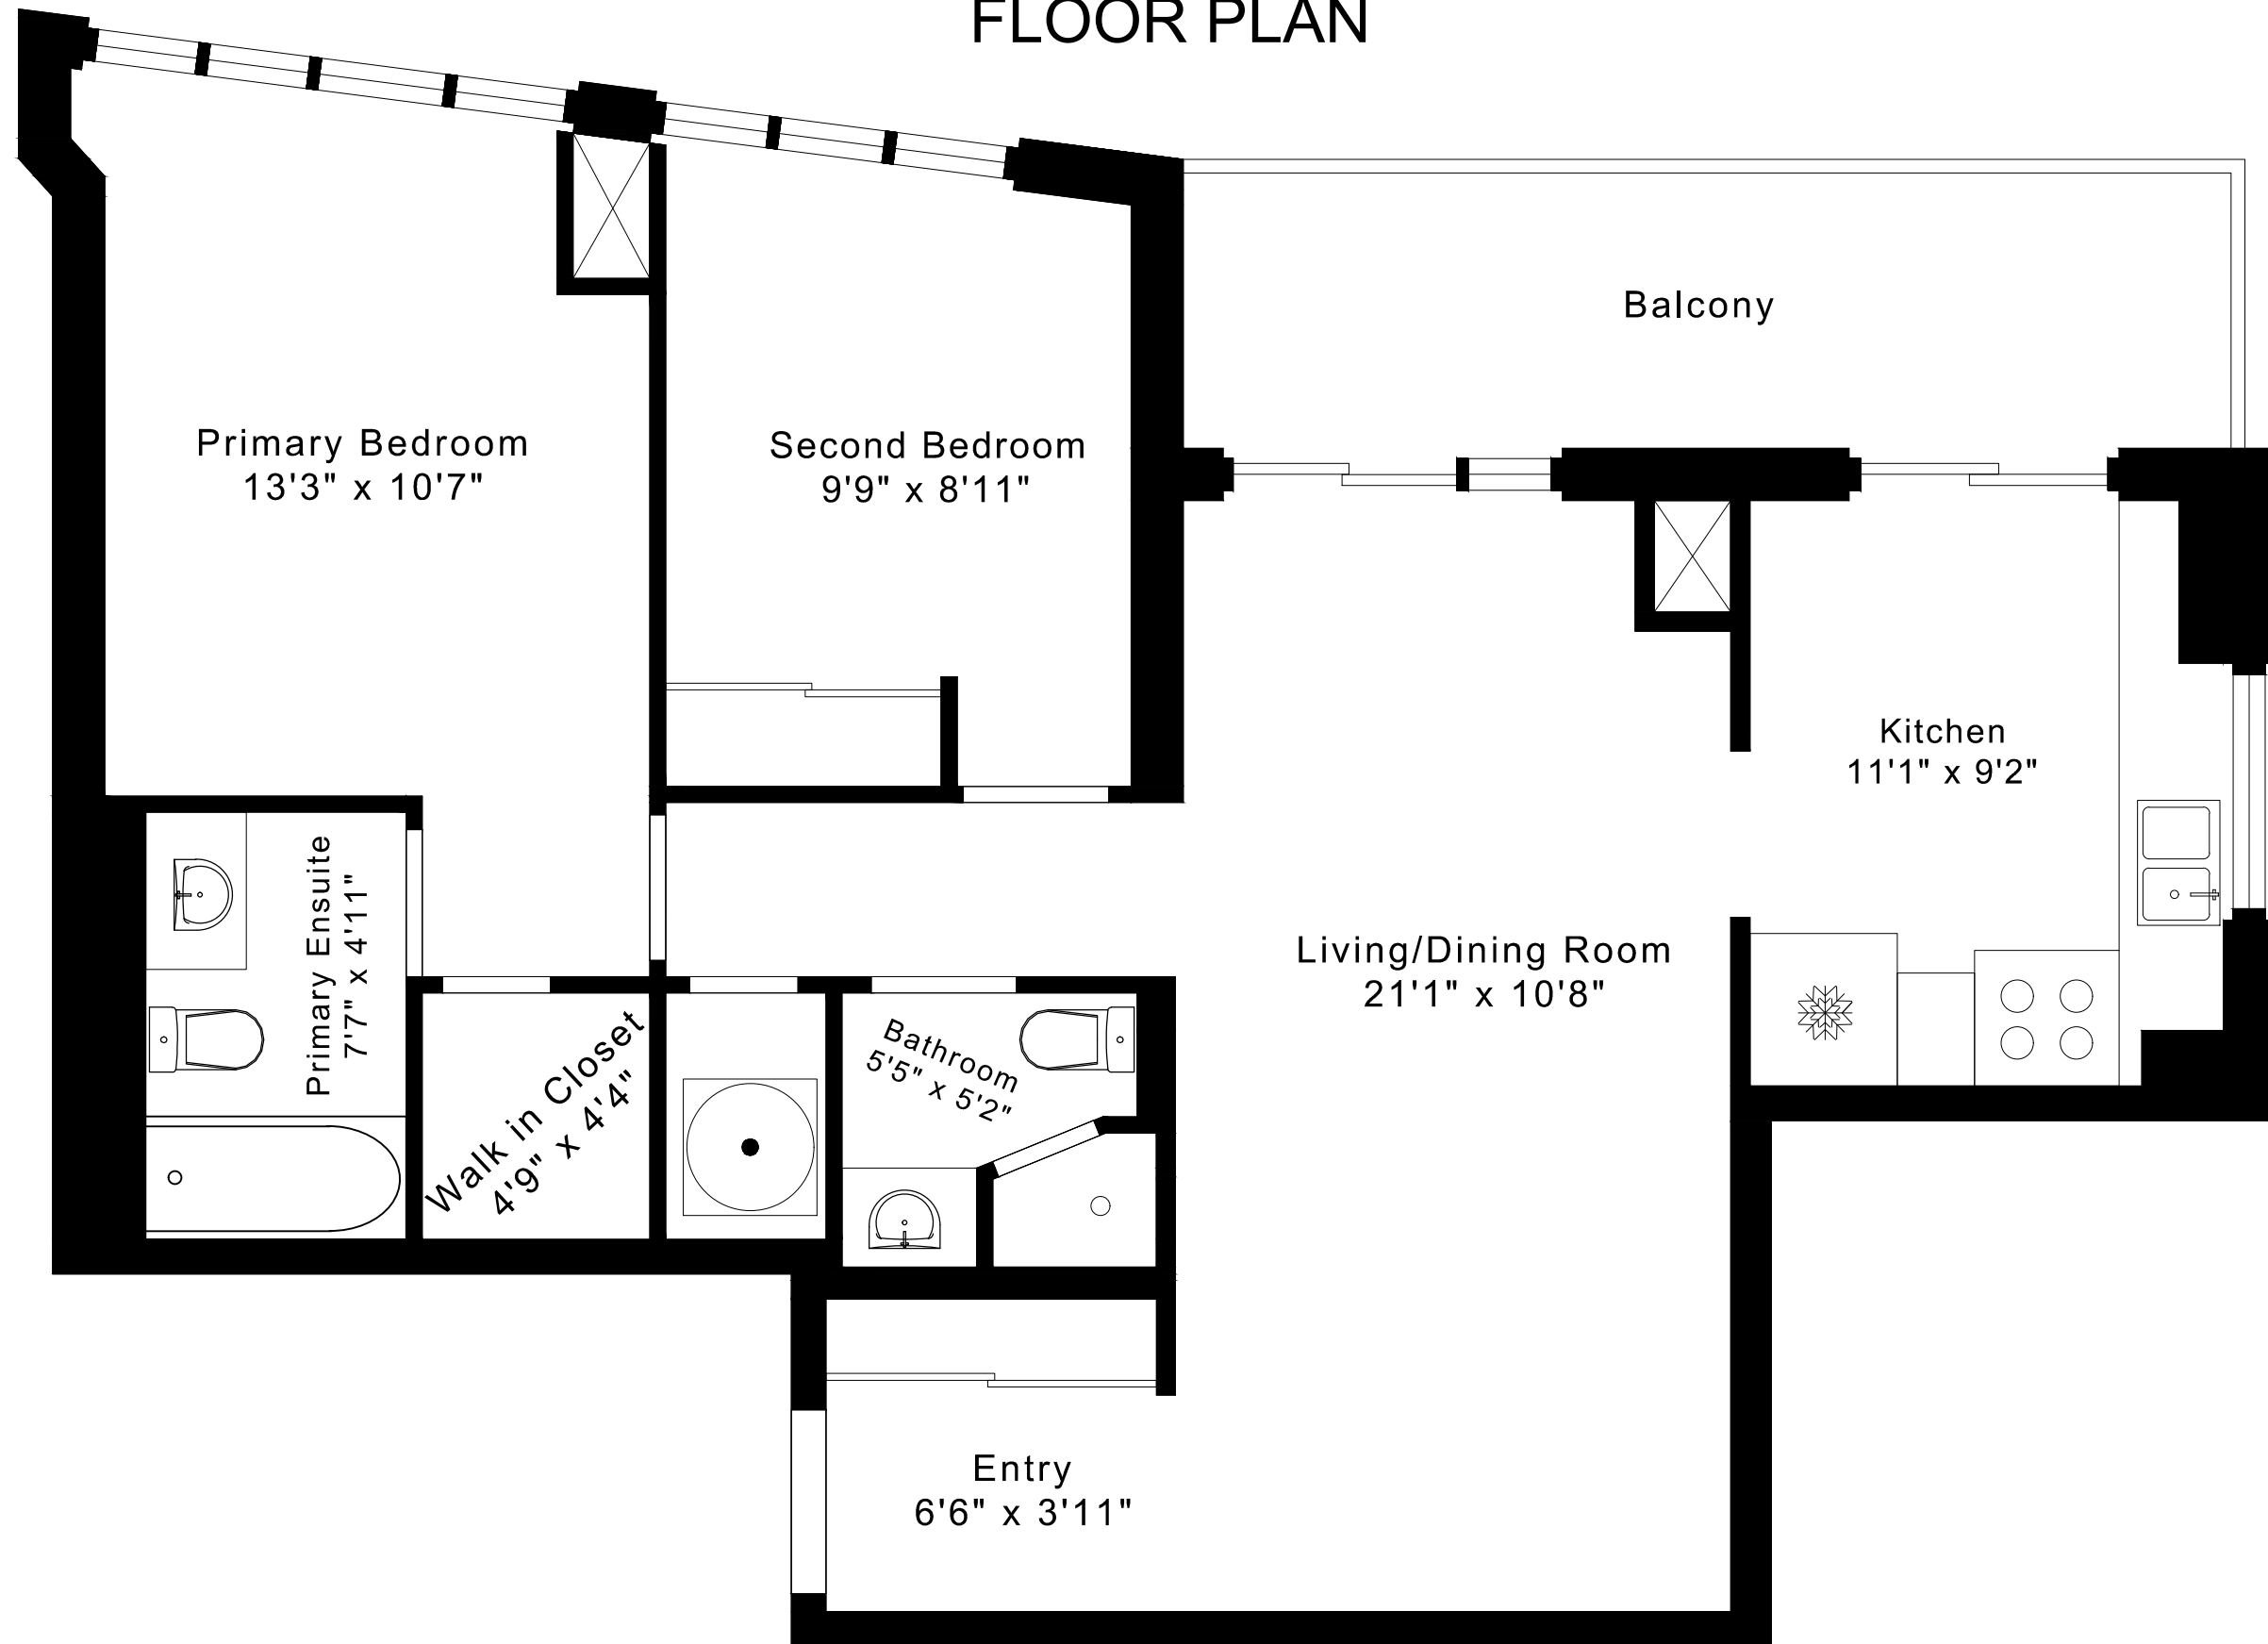 FLOOR PLAN
Balcony
Primary Bedroom
13'3" x 10'7"
Second Bedroom
9'9" x 8'11"
Kitchen
11'1" x 9'2"
Primary Ensuite
7'7" x 4'11"
Living/Dining Room
21'1" x 10'8"
Walk in Closet
4'9" x 4'4"
Bathroom
5'5" x 5'2"
Entry
6'6" x 3'11"